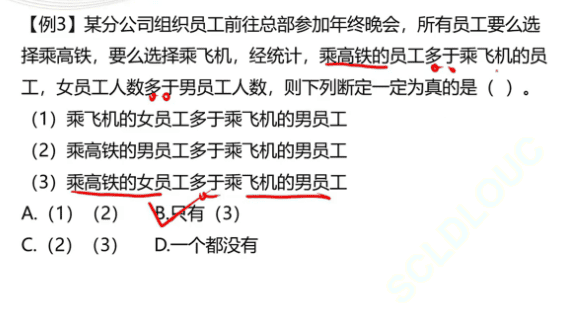 【例3】某分公司组织员工前往总部参加年终晚会，所有员工要么选
择乘高铁，要么选择乘飞机，经统计，乘高铁的员工多于乘飞机的员
工，女员工人数多于男员工人数，则下列断定一定为真的是（ ）。
（1）乘飞机的女员工多于乘飞机的男员工
（2）乘高铁的男员工多于乘飞机的男员工
（3）乘高铁的女员工多于乘飞机的男员工
A.（1）（2） B.只有（3）
C.（2）（3） D.一个都没有
SCLDLOUC